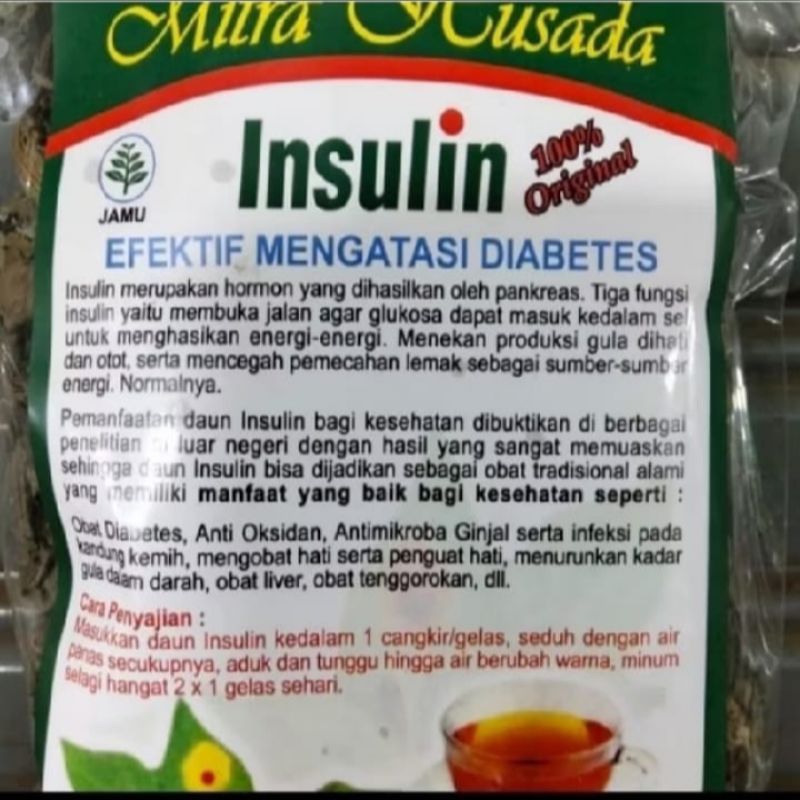 Mitra Husada
Insulin
100%
Original
JAMU
EFEKTIF MENGATASI DIABETES
Insulin merupakan hormon yang dihasilkan oleh pankreas. Tiga fungsi
insulin yaitu membuka jalan agar glukosa dapat masuk kedalam sel
untuk menghasikan energi-energi. Menekan produksi gula dihati
dan otot, serta mencegah pemecahan lemak sebagai sumber-sumber
energi. Normalnya.
Pemanfaatan daun Insulin bagi kesehatan dibuktikan di berbagai
penelitian di luar negeri dengan hasil yang sangat memuaskan
sehingga daun Insulin bisa dijadikan sebagai obat tradisional alami
yang memiliki manfaat yang baik bagi kesehatan seperti :
Obat Diabetes, Anti Oksidan, Antimikroba Ginjal serta infeksi pada
kandung kemih, mengobat hati serta penguat hati, menurunkan kadar
gula dalam darah, obat liver, obat tenggorokan, dll.
Cara Penyajian :
Masukkan daun Insulin kedalam 1 cangkir/gelas, seduh dengan air
panas secukupnya, aduk dan tunggu hingga air berubah warna, minum
selagi hangat 2 x 1 gelas sehari.